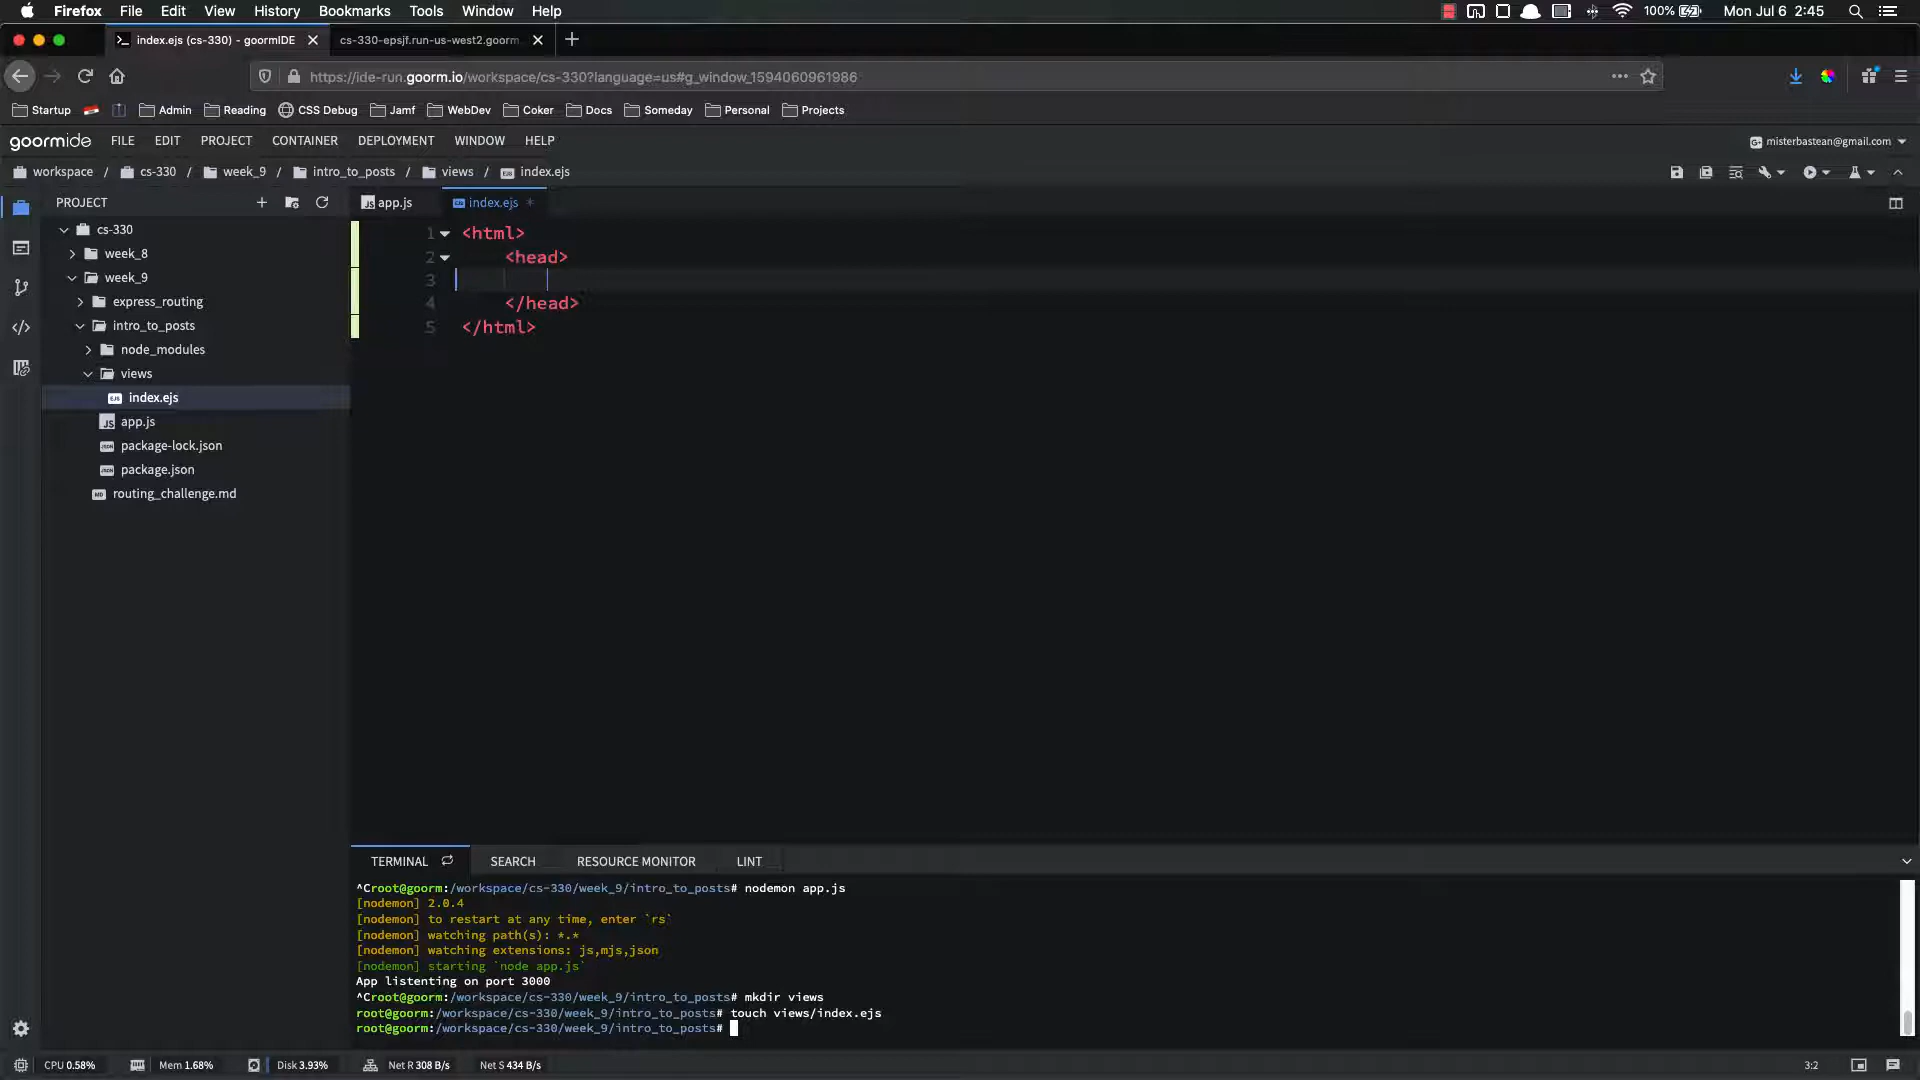 Firefox File Edit View History Bookmarks Tools Window Help 100% Mon Jul 6 2:45
index.ejs (cs-330) - goormIDE cs-330-epsjf.run-us-west2.goorm
https://ide-run.goorm.io/workspace/cs-330?language=us#g_window_1594060961986
Startup Admin Reading CSS Debug Jamf WebDev Coker Docs Someday Personal Projects
goormide FILE EDIT PROJECT CONTAINER DEPLOYMENT WINDOW HELP misterbastean@gmail.com
workspace / cs-330 / week_9 / intro_to_posts / views / index.ejs
PROJECT
cs-330
week_8
week_9
express_routing
intro_to_posts
node_modules
views
index.ejs
app.js
package-lock.json
package.json
routing_challenge.md
app.js index.ejs *
1 <html>
2 <head>
3
4 </head>
5 </html>
TERMINAL SEARCH RESOURCE MONITOR LINT
^Croot@goorm:/workspace/cs-330/week_9/intro_to_posts# nodemon app.js
[nodemon] 2.0.4
[nodemon] to restart at any time, enter `rs`
[nodemon] watching path(s): *.*
[nodemon] watching extensions: js,mjs,json
[nodemon] starting `node app.js`
App listenting on port 3000
^Croot@goorm:/workspace/cs-330/week_9/intro_to_posts# mkdir views
root@goorm:/workspace/cs-330/week_9/intro_to_posts# touch views/index.ejs
root@goorm:/workspace/cs-330/week_9/intro_to_posts#
CPU 0.58% Mem 1.68% Disk 3.93% Net R 308 B/s Net S 434 B/s 3:2